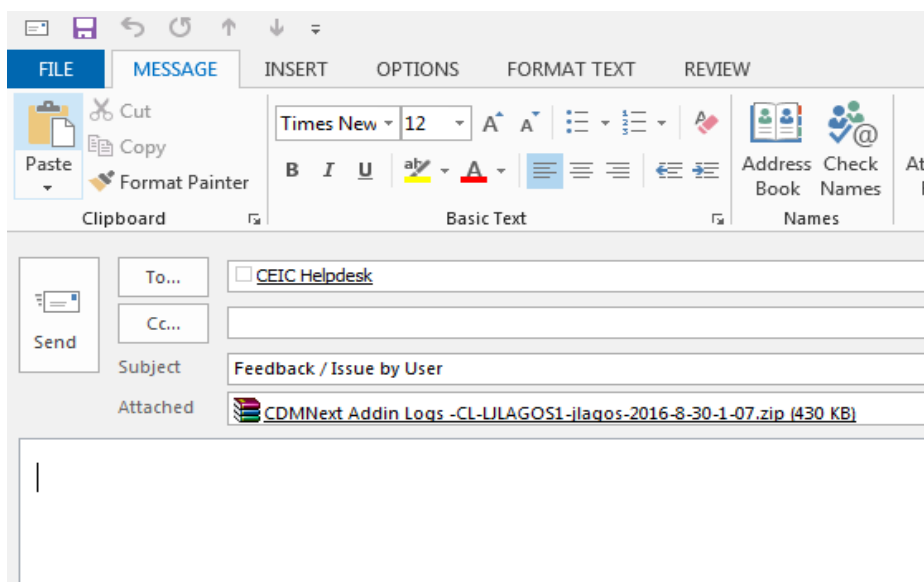 FILE MESSAGE INSERT OPTIONS FORMAT TEXT REVIEW
Cut
Copy
Format Painter
Paste
Clipboard
Times New 12
B I U
Basic Text
Address Book
Check Names
Names
At
Send
To... CEIC Helpdesk
Cc...
Subject Feedback / Issue by User
Attached CDMNext Addin Logs -CL-LJLAGOS1-jlagos-2016-8-30-1-07.zip (430 KB)